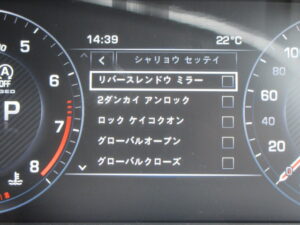 14:39 22℃
シャリョウ セッテイ
リバースレンドウ ミラー
2ダンカイ アンロック
ロック ケイコクオン
グローバルオープン
グローバルクローズ
A
OFF
P
6
7
8
100
80
60
40
20
0